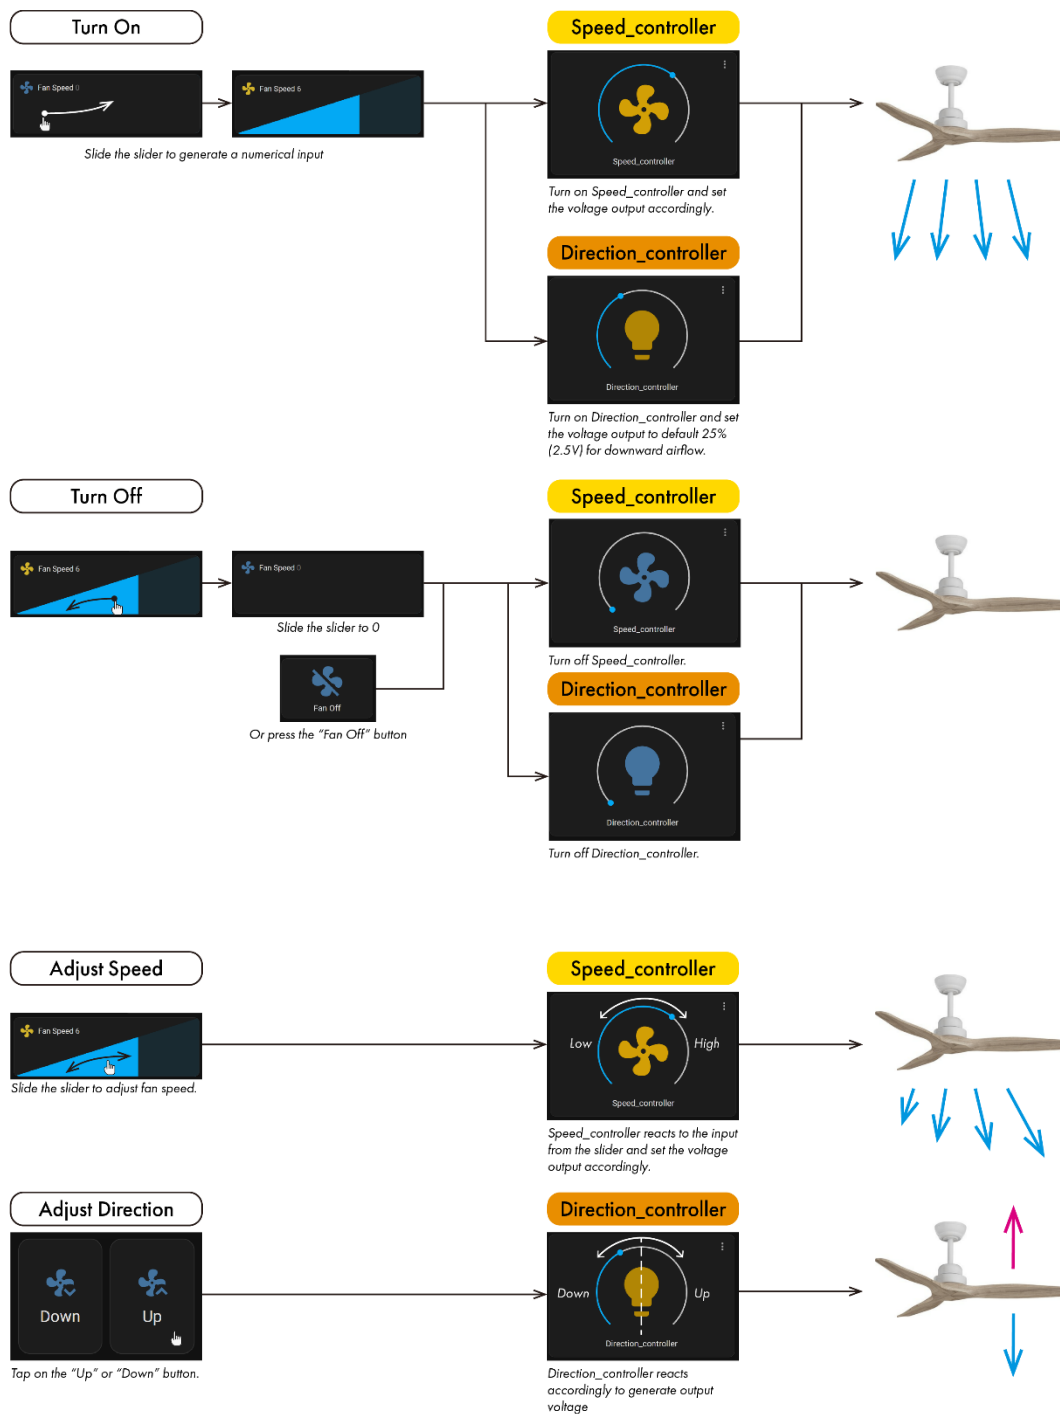 Turn On
Speed_controller
Fan Speed 0
Fan Speed 6
Speed_controller
Slide the slider to generate a numerical input
Turn on Speed_controller and set
the voltage output accordingly.
Direction_controller
Direction_controller
Turn on Direction_controller and set
the voltage output to default 25%
(2.5V) for downward airflow.
Turn Off
Speed_controller
Fan Speed 6
Fan Speed 0
Speed_controller
Slide the slider to 0
Turn off Speed_controller.
Fan Off
Or press the “Fan Off” button
Direction_controller
Direction_controller
Turn off Direction_controller.
Adjust Speed
Speed_controller
Fan Speed 6
Low
High
Speed_controller
Slide the slider to adjust fan speed.
Speed_controller reacts to the input
from the slider and set the voltage
output accordingly.
Adjust Direction
Direction_controller
Down
Up
Down
Up
Direction_controller
Tap on the “Up” or “Down” button.
Direction_controller reacts
accordingly to generate output
voltage